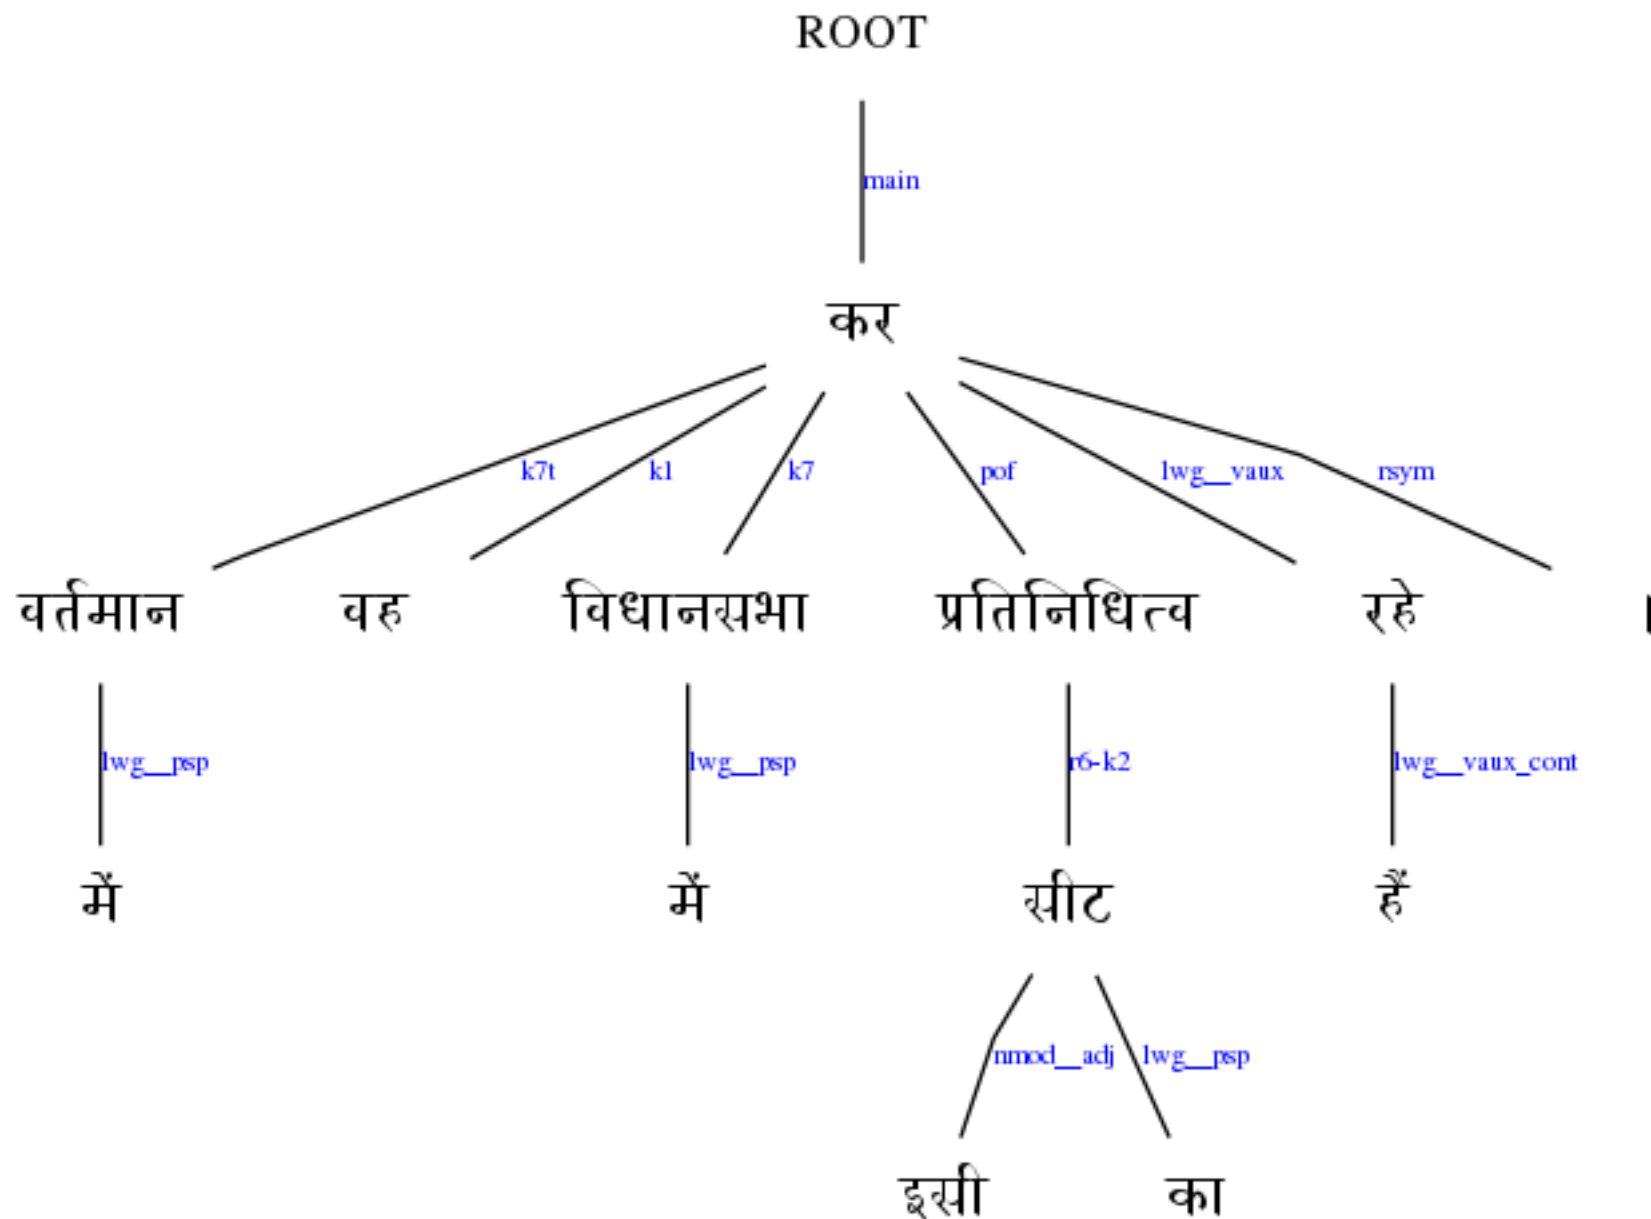 ROOT
main
कर
k7t k1 k7 pof lwg__vaux rsym
वर्तमान वह विधानसभा प्रतिनिधित्व रहे ।
lwg__psp lwg__psp r6-k2 lwg__vaux_cont
में में सीट हैं
nmod__adj lwg__psp
इसी का